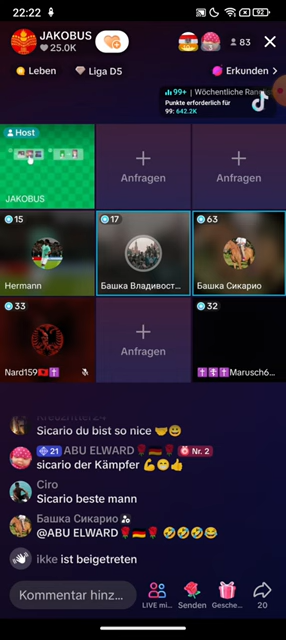 22:22
92
JAKOBUS
25.0K
83
Leben
Liga D5
Erkunden
99+ | Wöchentliche Rang
Punkte erforderlich für
99: 642.2K
Host
JAKOBUS
Anfragen
Anfragen
15
Hermann
17
Башка Владивост...
63
Башка Сикарио
33
Nard159
Anfragen
32
Marusch6...
Sicario du bist so nice 🤝😄
21 ABU ELWARD🌹🇩🇪🌹 Nr. 2
sicario der Kämpfer 💪😁👍
Ciro
Sicario beste mann
Башка Сикарио
@ABU ELWARD🌹🇩🇪🌹 🤣🤣🤣😂
ikke ist beigetreten
Kommentar hinz...
LIVE mi...
Senden
Gesche...
20